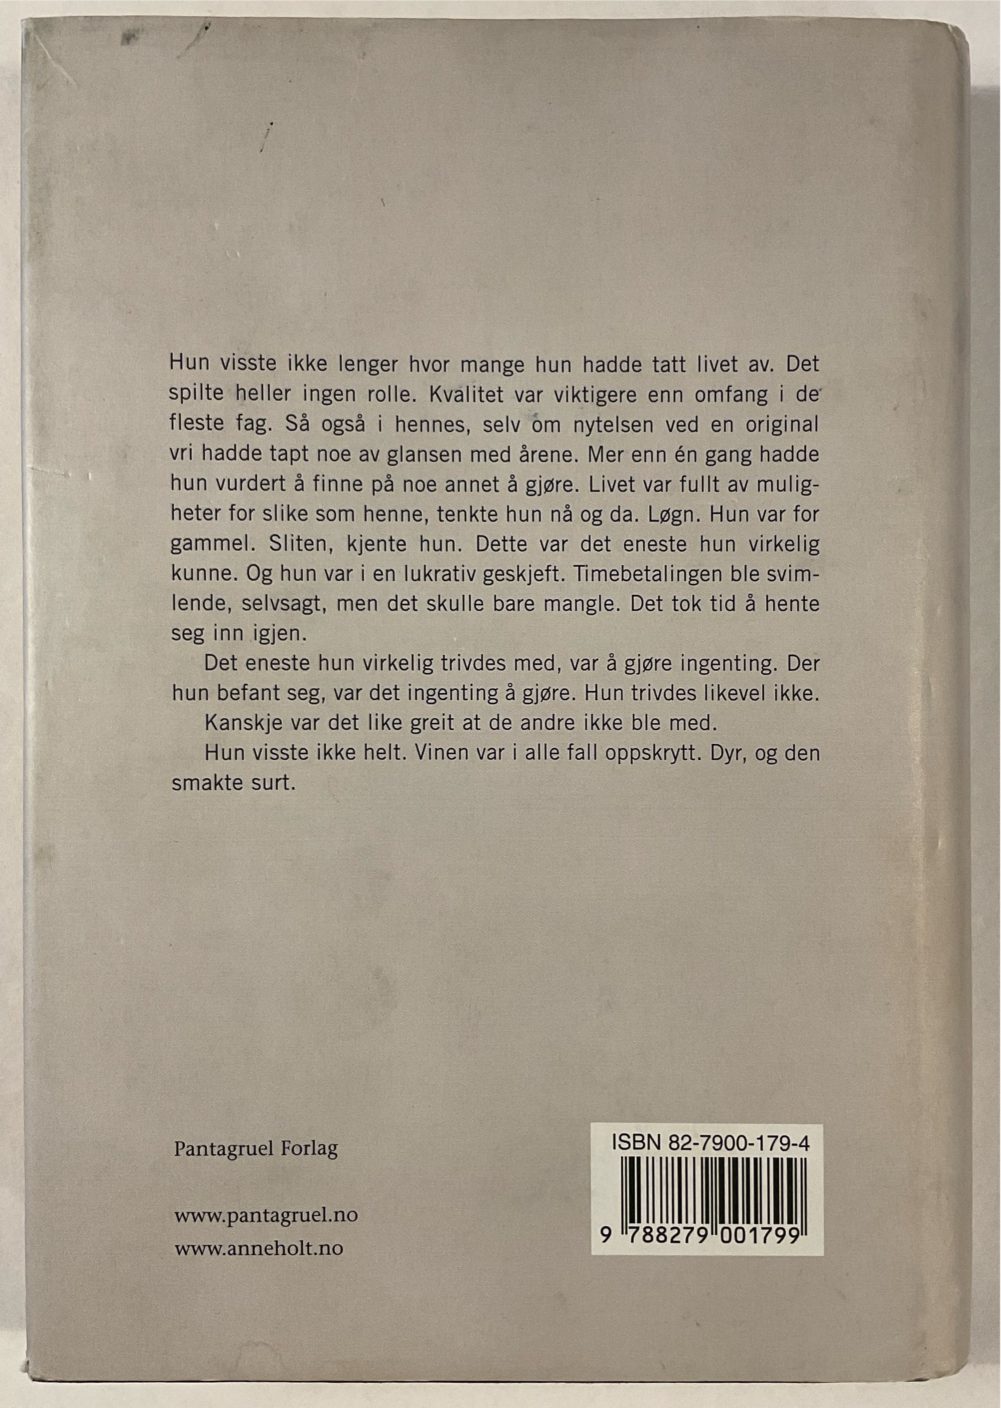 Hun visste ikke lenger hvor mange hun hadde tatt livet av. Det
spilte heller ingen rolle. Kvalitet var viktigere enn omfang i de
fleste fag. Så også i hennes, selv om nytelsen ved en original
vri hadde tapt noe av glansen med årene. Mer enn én gang hadde
hun vurdert å finne på noe annet å gjøre. Livet var fullt av mulig-
heter for slike som henne, tenkte hun nå og da. Løgn. Hun var for
gammel. Sliten, kjente hun. Dette var det eneste hun virkelig
kunne. Og hun var i en lukrativ geskjeft. Timebetalingen ble svim-
lende, selvsagt, men det skulle bare mangle. Det tok tid å hente
seg inn igjen.
Det eneste hun virkelig trivdes med, var å gjøre ingenting. Der
hun befant seg, var det ingenting å gjøre. Hun trivdes likevel ikke.
Kanskje var det like greit at de andre ikke ble med.
Hun visste ikke helt. Vinen var i alle fall oppskrytt. Dyr, og den
smakte surt.
Pantagruel Forlag
www.pantagruel.no
www.anneholt.no
ISBN 82-7900-179-4
9 788279 001799